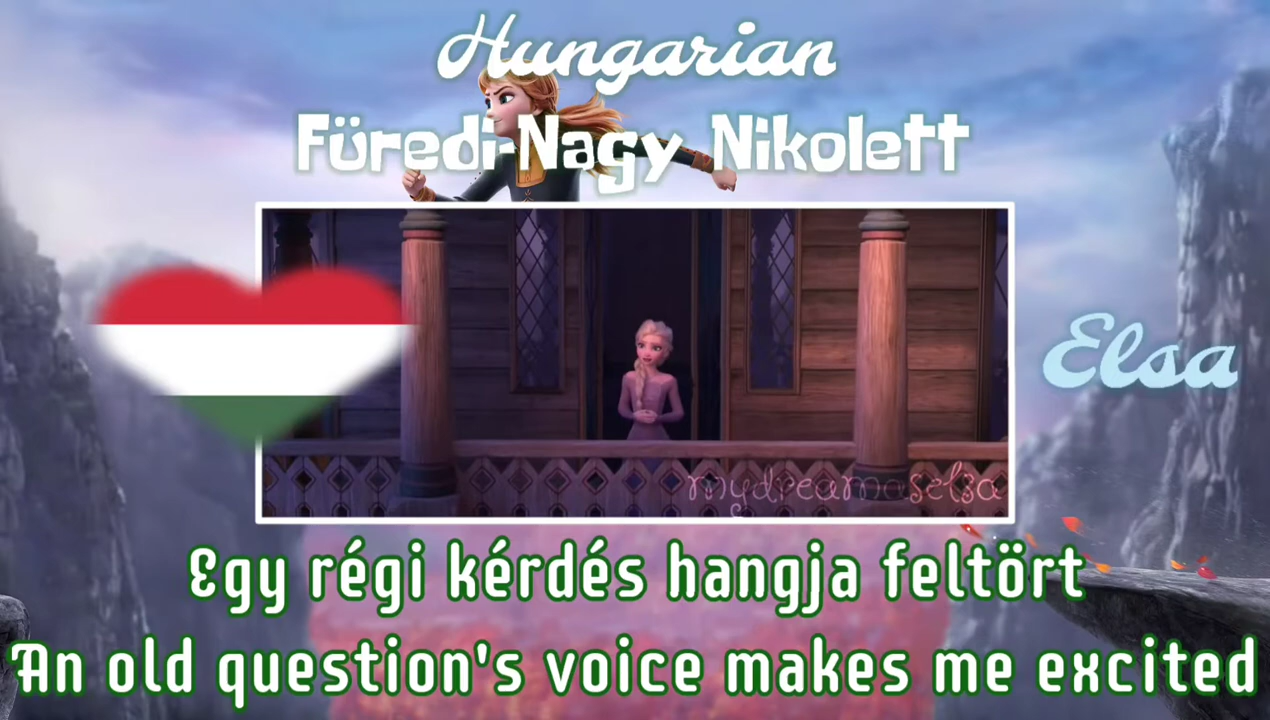 Hungarian
Füredi-Nagy Nikolett
Elsa
mydreamaselsa
Egy régi kérdés hangja feltört
An old question's voice makes me excited